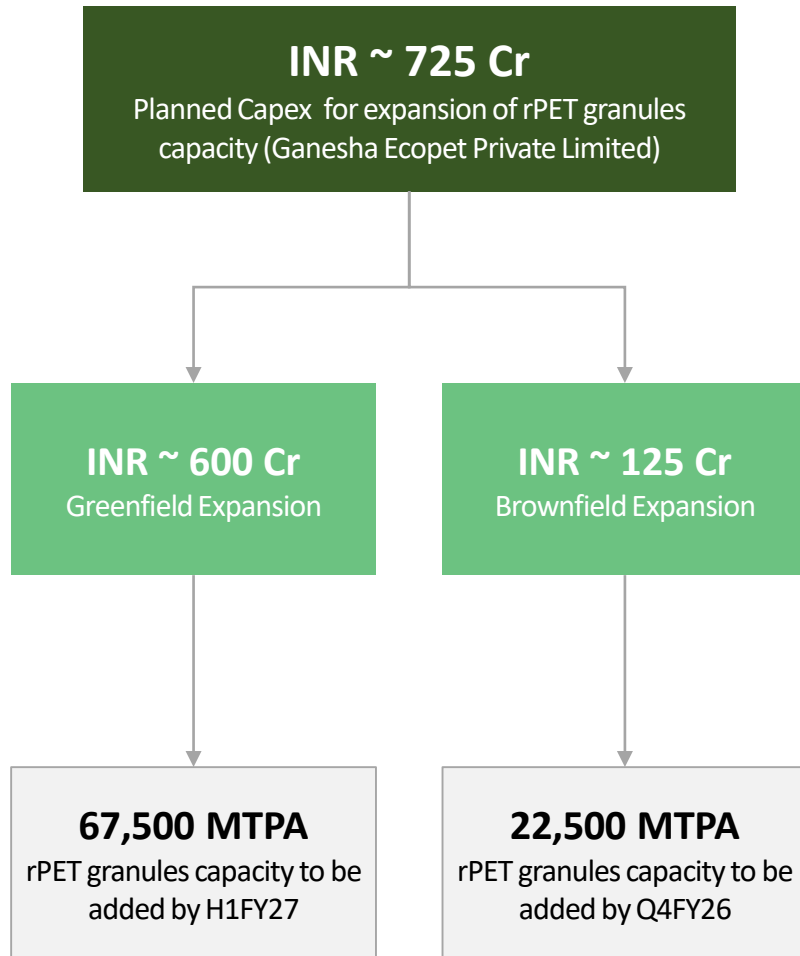 INR ~ 725 Cr
Planned Capex for expansion of rPET granules
capacity (Ganesha Ecopet Private Limited)
INR ~ 600 Cr
Greenfield Expansion
INR ~ 125 Cr
Brownfield Expansion
67,500 MTPA
rPET granules capacity to be
added by H1FY27
22,500 MTPA
rPET granules capacity to be
added by Q4FY26